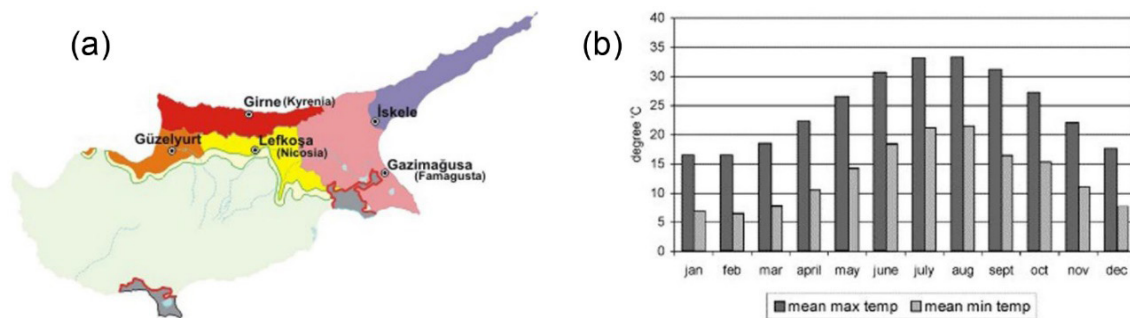 (a)
Girne (Kyrenia)
İskele
Güzelyurt
Lefkoşa
(Nicosia)
Gazimağusa
(Famagusta)
(b)
40
35
30
25
20
15
10
5
0
degree °C
jan feb mar april may june july aug sept oct nov dec
mean max temp mean min temp